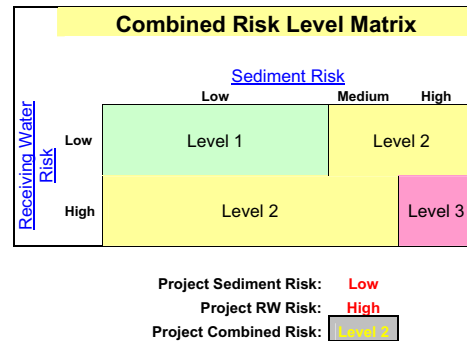 Combined Risk Level Matrix
Sediment Risk
Low Medium High
Receiving Water
Risk
Low Level 1 Level 2
High Level 2 Level 3
Project Sediment Risk: Low
Project RW Risk: High
Project Combined Risk: Level 2